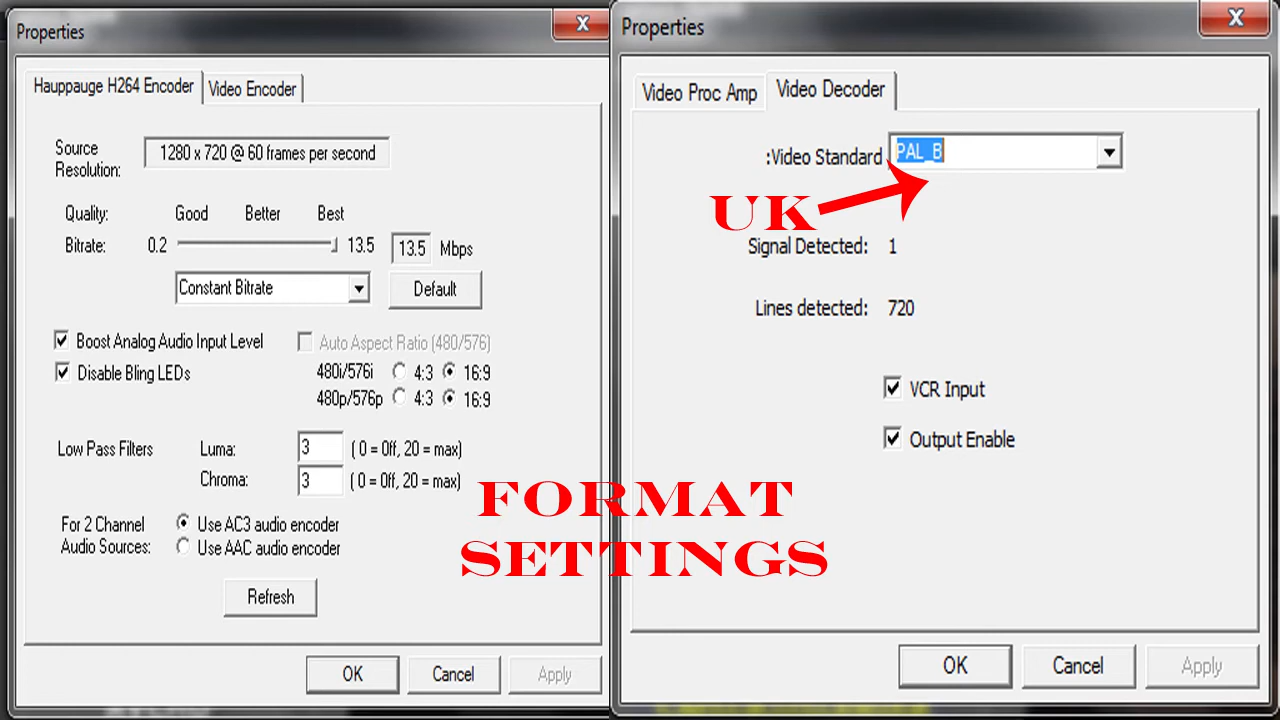 Properties
Hauppauge H264 Encoder
Video Encoder
Source
Resolution:
1280 x 720 @ 60 frames per second
Quality:
Good
Better
Best
Bitrate:
0.2
13.5
13.5
Mbps
Constant Bitrate
Default
Boost Analog Audio Input Level
Auto Aspect Ratio (480/576)
Disable Bling LEDs
480i/576i
4:3
16:9
480p/576p
4:3
16:9
Low Pass Filters
Luma:
3
( 0 = Off, 20 = max)
Chroma:
3
( 0 = Off, 20 = max)
For 2 Channel
Audio Sources:
Use AC3 audio encoder
Use AAC audio encoder
Refresh
OK
Cancel
Apply
Properties
Video Proc Amp
Video Decoder
:Video Standard
PAL_B
UK
Signal Detected: 1
Lines detected: 720
VCR Input
Output Enable
FORMAT
SETTINGS
OK
Cancel
Apply